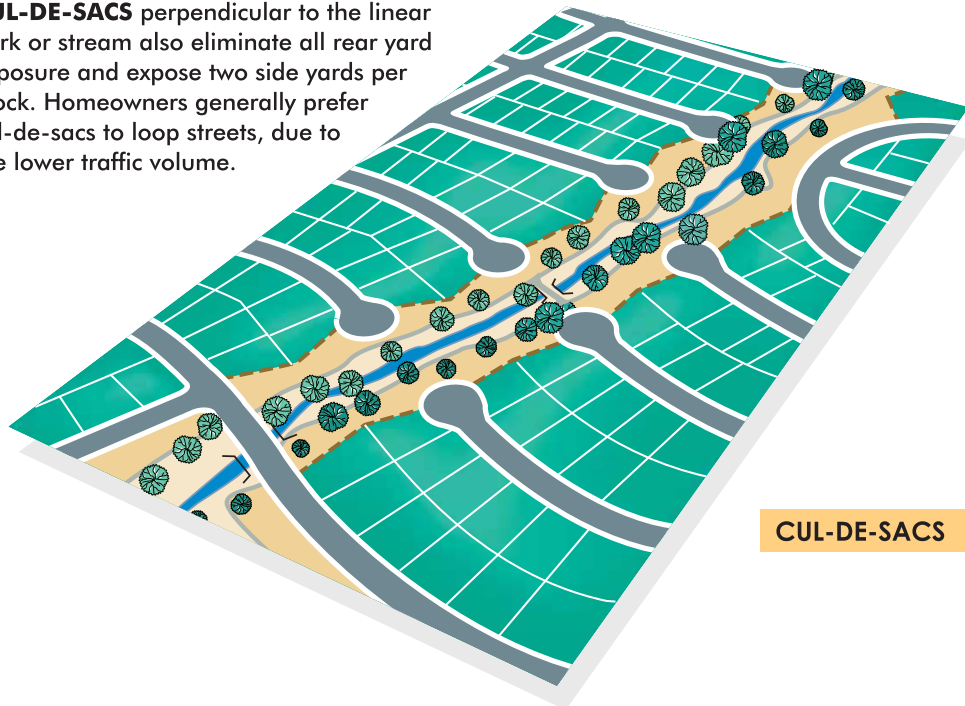 UL-DE-SACS perpendicular to the linear
rk or stream also eliminate all rear yard
posure and expose two side yards per
ock. Homeowners generally prefer
l-de-sacs to loop streets, due to
e lower traffic volume.
CUL-DE-SACS